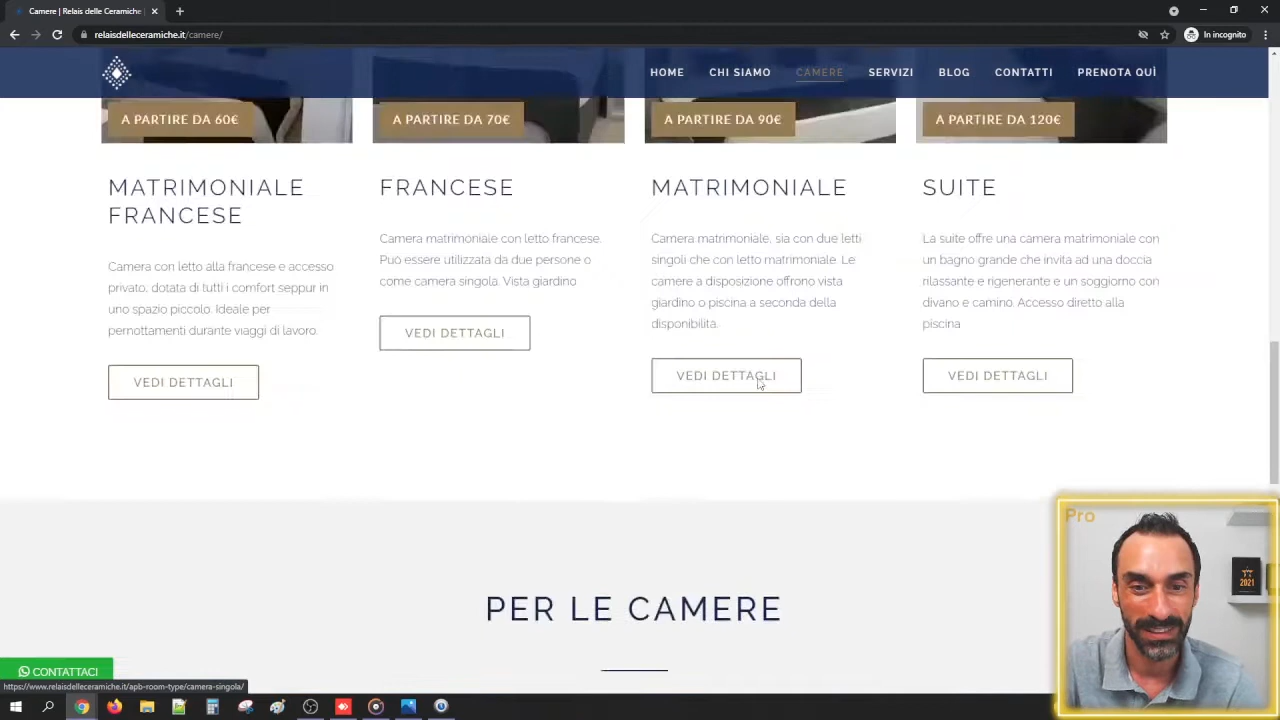 Camere | Relais delle Ceramiche |
relaisdelleceramiche.it/camere/
In incognito
HOME
CHI SIAMO
CAMERE
SERVIZI
BLOG
CONTATTI
PRENOTA QUÌ
A PARTIRE DA 60€
A PARTIRE DA 70€
A PARTIRE DA 90€
A PARTIRE DA 120€
MATRIMONIALE
FRANCESE
Camera con letto alla francese e accesso
privato, dotata di tutti i comfort seppur in
uno spazio piccolo. Ideale per
pernottamenti durante viaggi di lavoro.
VEDI DETTAGLI
FRANCESE
Camera matrimoniale con letto francese.
Può essere utilizzata da due persone o
come camera singola. Vista giardino
VEDI DETTAGLI
MATRIMONIALE
Camera matrimoniale, sia con due letti
singoli che con letto matrimoniale. Le
camere a disposizione offrono vista
giardino o piscina a seconda della
disponibilità.
VEDI DETTAGLI
SUITE
La suite offre una camera matrimoniale con
un bagno grande che invita ad una doccia
rilassante e rigenerante e un soggiorno con
divano e camino. Accesso diretto alla
piscina
VEDI DETTAGLI
PER LE CAMERE
Pro
2021
CONTATTACI
https://www.relaisdelleceramiche.it/apb-room-type/camera-singola/